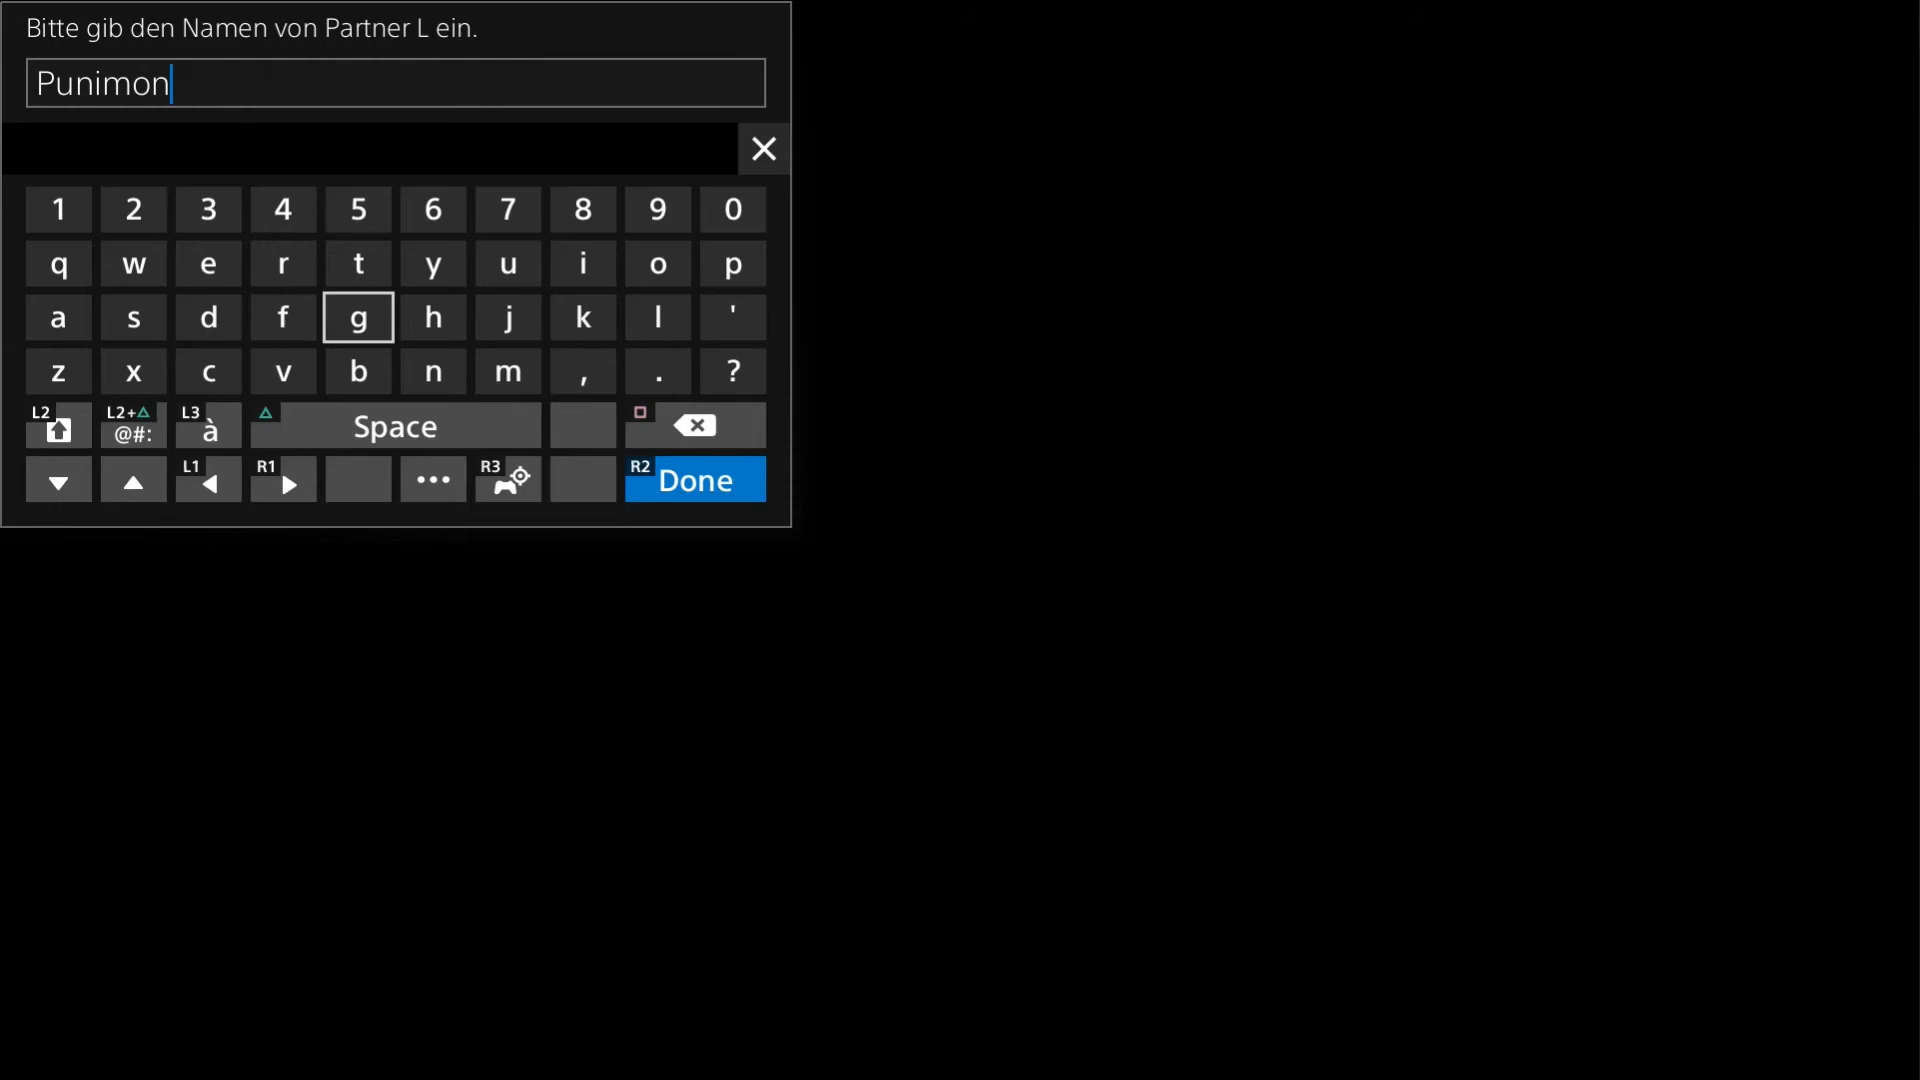 Bitte gib den Namen von Partner L ein.
Punimon
1 2 3 4 5 6 7 8 9 0
q w e r t y u i o p
a s d f g h j k l '
z x c v b n m , . ?
L2 L2+△ @#: L3 à △ Space □
L1 R1 ... R3 R2 Done